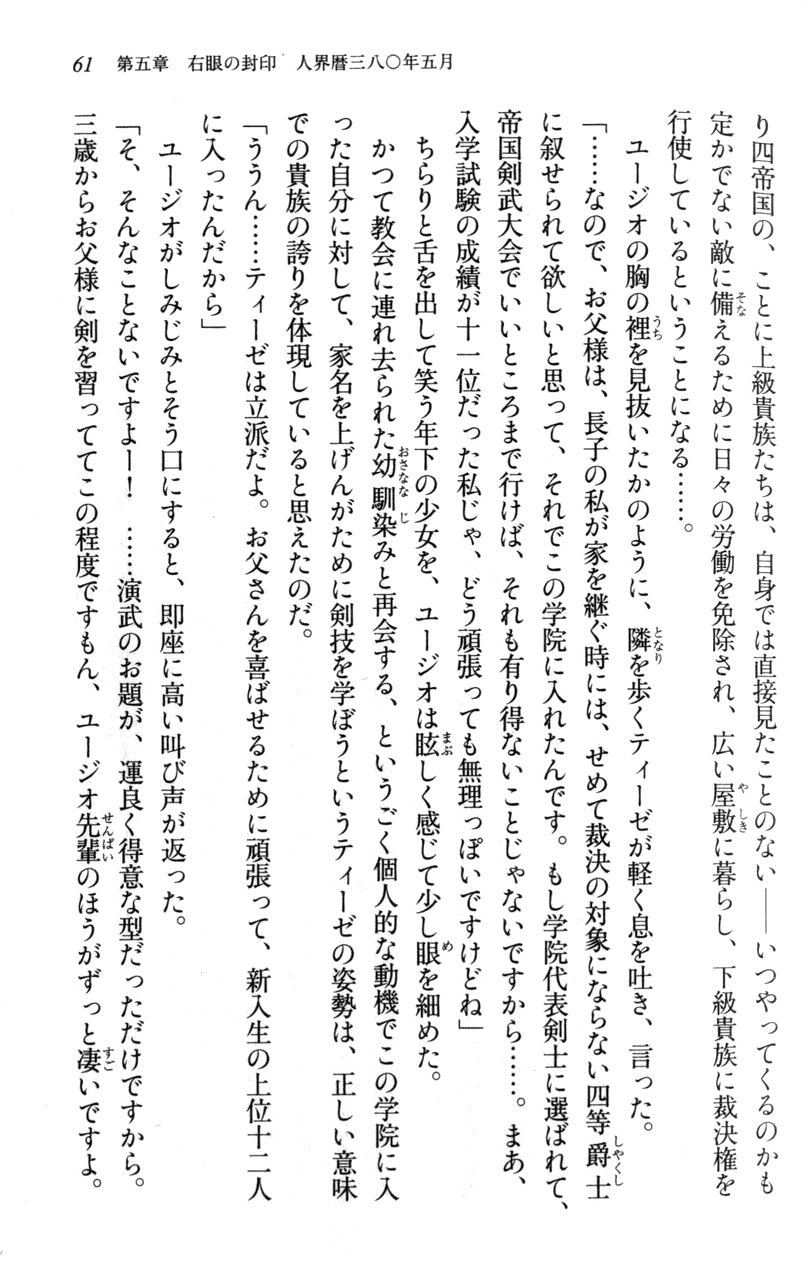 61　第五章　右眼の封印　人界暦三八〇年五月
り四帝国の、ことに上級貴族たちは、自身では直接見たことのない――いつやってくるのかも
定かでない敵に備えるために日々の労働を免除され、広い屋敷に暮らし、下級貴族に裁決権を
行使しているということになる……。
　ユージオの胸の裡を見抜いたかのように、隣を歩くティーゼが軽く息を吐き、言った。
「……なので、お父様は、長子の私が家を継ぐ時には、せめて裁決の対象にならない四等爵士
に叙せられて欲しいと思って、それでこの学院に入れたんです。もし学院代表剣士に選ばれて、
帝国剣武大会でいいところまで行けば、それも有り得ないことじゃないですから……。まあ、
入学試験の成績が十一位だった私じゃ、どう頑張っても無理っぽいですけどね」
　ちらりと舌を出して笑う年下の少女を、ユージオは眩しく感じて少し眼を細めた。
　かつて教会に連れ去られた幼馴染みと再会する、というごく個人的な動機でこの学院に入
った自分に対して、家名を上げんがために剣技を学ぼうというティーゼの姿勢は、正しい意味
での貴族の誇りを体現していると思えたのだ。
「ううん……ティーゼは立派だよ。お父さんを喜ばせるために頑張って、新入生の上位十二人
に入ったんだから」
　ユージオがしみじみとそう口にすると、即座に高い叫び声が返った。
「そ、そんなことないですよー！　……演武のお題が、運良く得意な型だっただけですから。
三歳からお父様に剣を習っててこの程度ですもん、ユージオ先輩のほうがずっと凄いですよ。